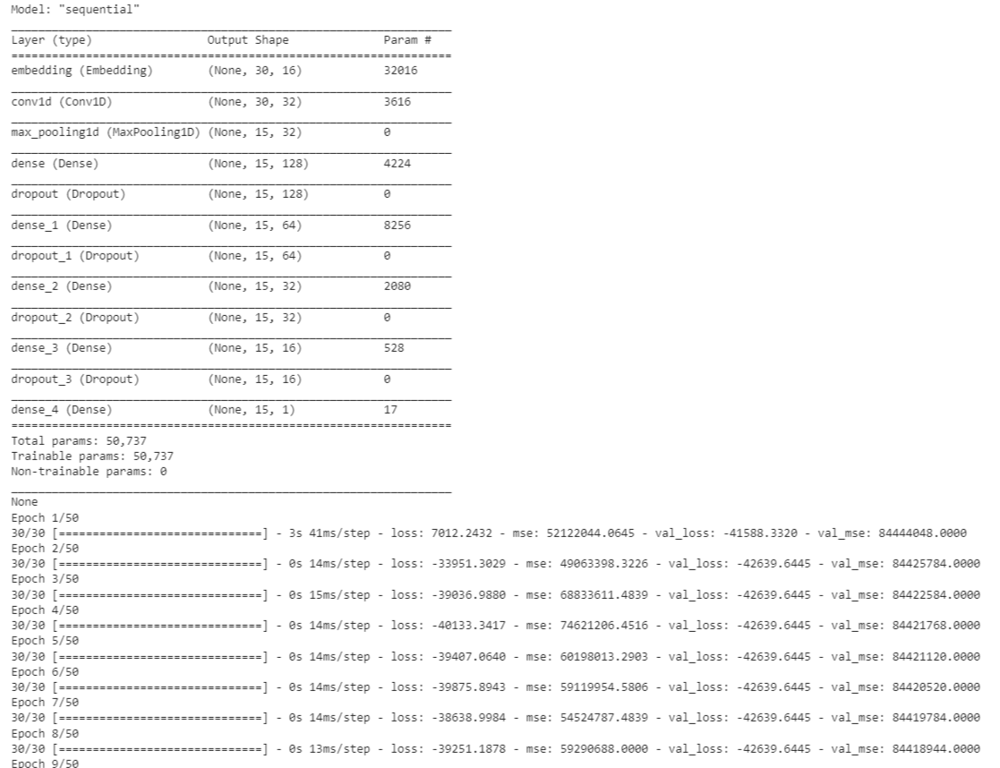 Model: "sequential"
_________________________________________________________________
Layer (type)                 Output Shape              Param #
=================================================================
embedding (Embedding)        (None, 30, 16)            32016
_________________________________________________________________
conv1d (Conv1D)              (None, 30, 32)            3616
_________________________________________________________________
max_pooling1d (MaxPooling1D) (None, 15, 32)            0
_________________________________________________________________
dense (Dense)                (None, 15, 128)           4224
_________________________________________________________________
dropout (Dropout)            (None, 15, 128)           0
_________________________________________________________________
dense_1 (Dense)              (None, 15, 64)            8256
_________________________________________________________________
dropout_1 (Dropout)          (None, 15, 64)            0
_________________________________________________________________
dense_2 (Dense)              (None, 15, 32)            2080
_________________________________________________________________
dropout_2 (Dropout)          (None, 15, 32)            0
_________________________________________________________________
dense_3 (Dense)              (None, 15, 16)            528
_________________________________________________________________
dropout_3 (Dropout)          (None, 15, 16)            0
_________________________________________________________________
dense_4 (Dense)              (None, 15, 1)             17
=================================================================
Total params: 50,737
Trainable params: 50,737
Non-trainable params: 0
_________________________________________________________________
None
Epoch 1/50
30/30 [==============================] - 3s 41ms/step - loss: 7012.2432 - mse: 52122044.0645 - val_loss: -41588.3320 - val_mse: 84444048.0000
Epoch 2/50
30/30 [==============================] - 0s 14ms/step - loss: -33951.3029 - mse: 49063398.3226 - val_loss: -42639.6445 - val_mse: 84425784.0000
Epoch 3/50
30/30 [==============================] - 0s 15ms/step - loss: -39036.9880 - mse: 68833611.4839 - val_loss: -42639.6445 - val_mse: 84422584.0000
Epoch 4/50
30/30 [==============================] - 0s 14ms/step - loss: -40133.3417 - mse: 74621206.4516 - val_loss: -42639.6445 - val_mse: 84421768.0000
Epoch 5/50
30/30 [==============================] - 0s 14ms/step - loss: -39407.0640 - mse: 60198013.2903 - val_loss: -42639.6445 - val_mse: 84421120.0000
Epoch 6/50
30/30 [==============================] - 0s 14ms/step - loss: -39875.8943 - mse: 59119954.5806 - val_loss: -42639.6445 - val_mse: 84420520.0000
Epoch 7/50
30/30 [==============================] - 0s 14ms/step - loss: -38638.9984 - mse: 54524787.4839 - val_loss: -42639.6445 - val_mse: 84419784.0000
Epoch 8/50
30/30 [==============================] - 0s 13ms/step - loss: -39251.1878 - mse: 59290688.0000 - val_loss: -42639.6445 - val_mse: 84418944.0000
Epoch 9/50